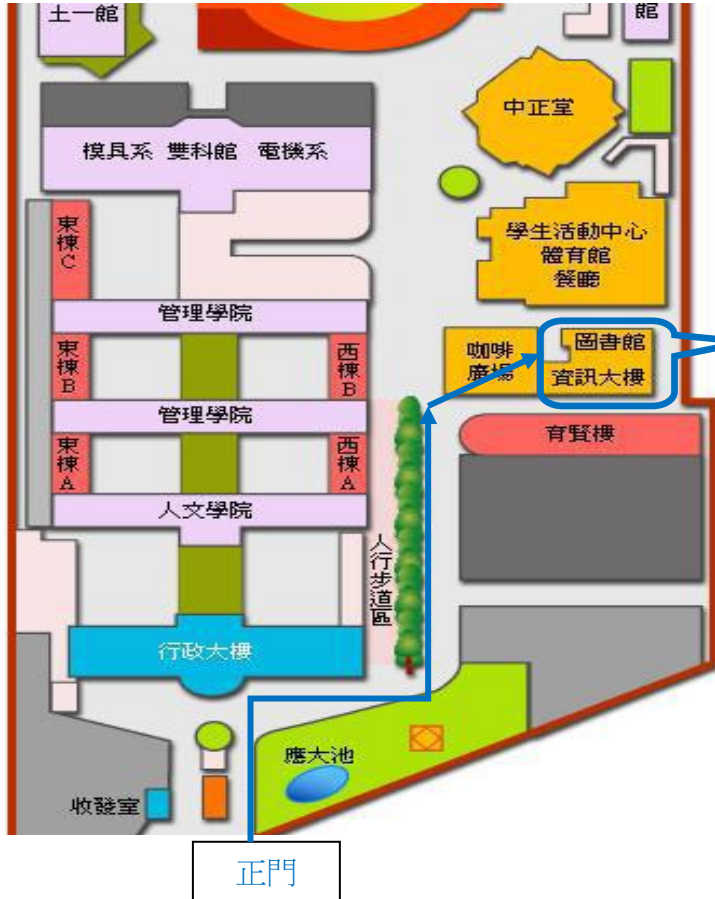 土一館
館
中正堂
模具系 雙科館 電機系
學生活動中心
體育館
餐廳
東棟C
管理學院
咖啡
廣場
圖書館
資訊大樓
東棟B
西棟B
管理學院
育賢樓
東棟A
西棟A
人文學院
人行步道區
行政大樓
應大池
收發室
正門